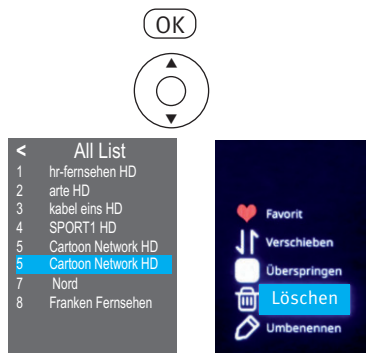 OK
< All List
1 hr-fernsehen HD
2 arte HD
3 kabel eins HD
4 SPORT1 HD
5 Cartoon Network HD
5 Cartoon Network HD
7 Nord
8 Franken Fernsehen
Favorit
Verschieben
Überspringen
Löschen
Umbenennen